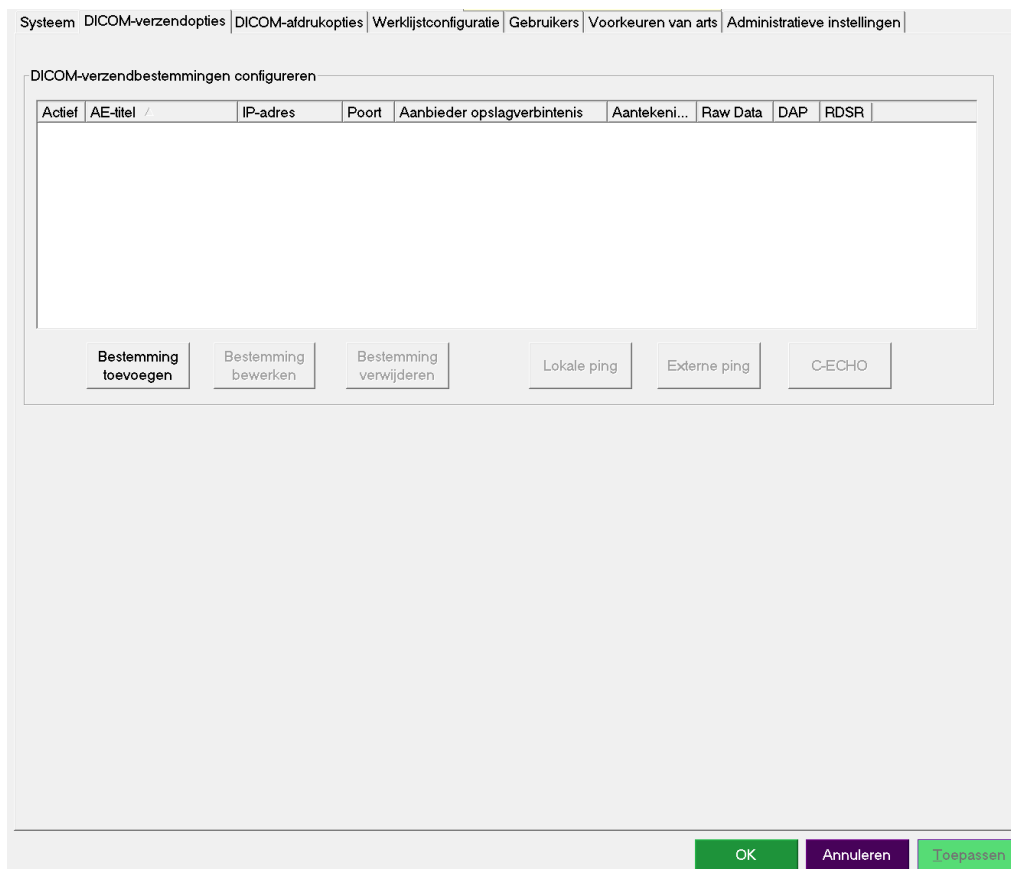 Systeem DICOM-verzendopties DICOM-afdrukopties Werklijstconfiguratie Gebruikers Voorkeuren van arts Administratieve instellingen
DICOM-verzendbestemmingen configureren
Actief AE-titel IP-adres Poort Aanbieder opslagverbintenis Aantekeni... Raw Data DAP RDSR
Bestemming toevoegen Bestemming bewerken Bestemming verwijderen Lokale ping Externe ping C-ECHO
OK Annuleren Toepassen